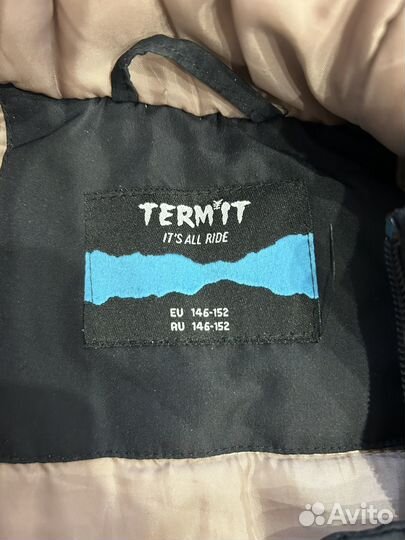 TERMIT
IT'S ALL RIDE
EU 146-152
RU 146-152
Avito